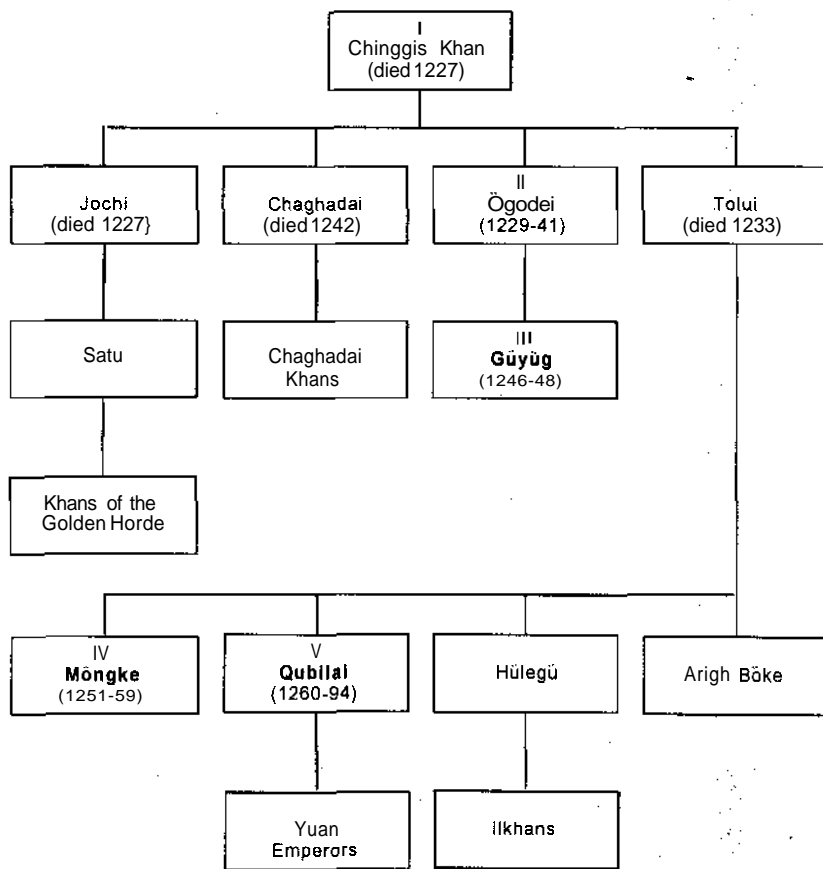 I
Chinggis Khan
(died 1227)
Jochi
(died 1227}
Chaghadai
(died 1242)
II
Ögodei
(1229-41)
Tolui
(died 1233)
Satu
Chaghadai
Khans
III
Güyüg
(1246-48)
Khans of the
Golden Horde
IV
Möngke
(1251-59)
V
Qubilai
(1260-94)
Hülegü
Arigh Böke
Yuan
Emperors
Ilkhans